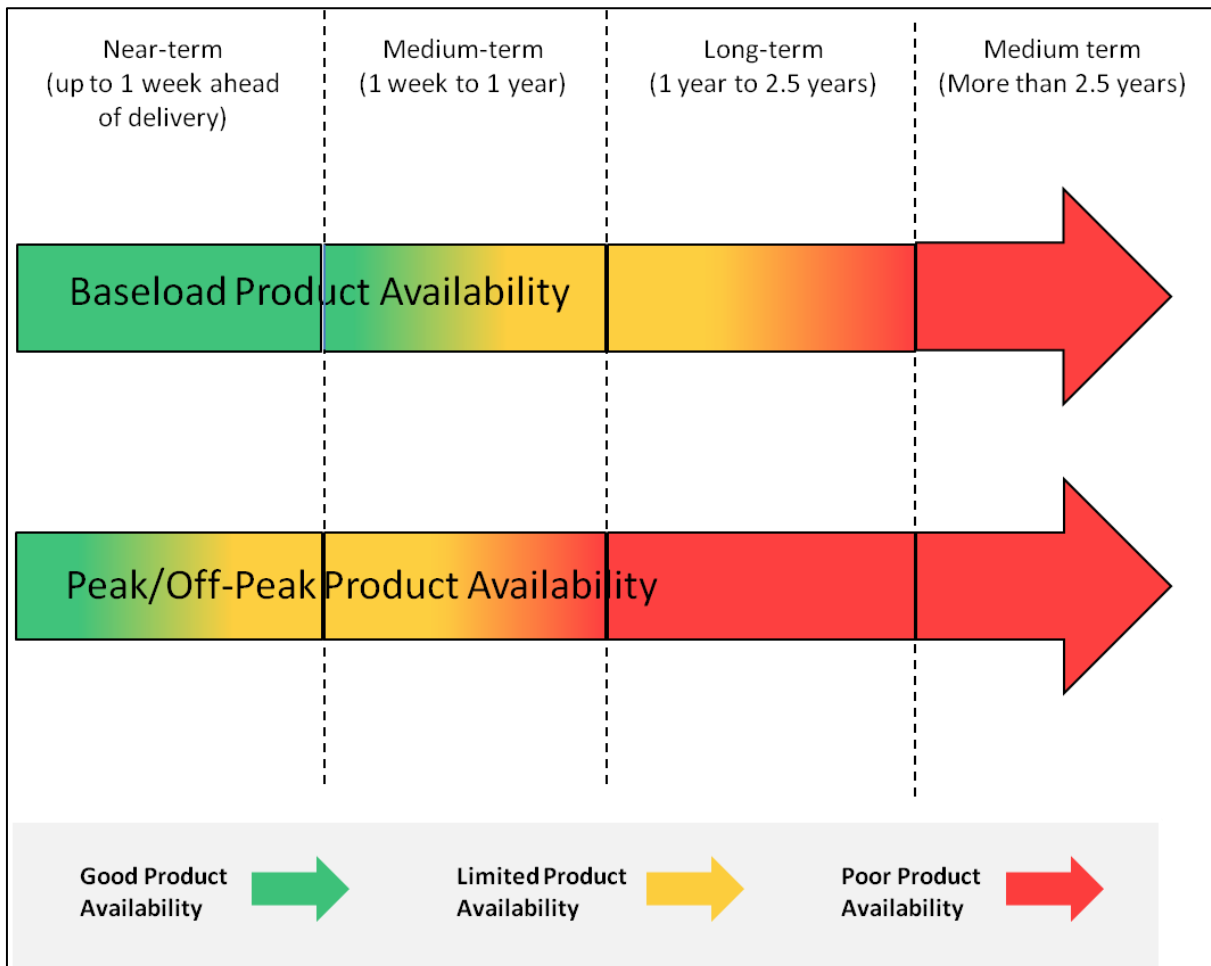 Near-term
(up to 1 week ahead
of delivery)
Medium-term
(1 week to 1 year)
Long-term
(1 year to 2.5 years)
Medium term
(More than 2.5 years)
Baseload Product Availability
Peak/Off-Peak Product Availability
Good Product
Availability
Limited Product
Availability
Poor Product
Availability